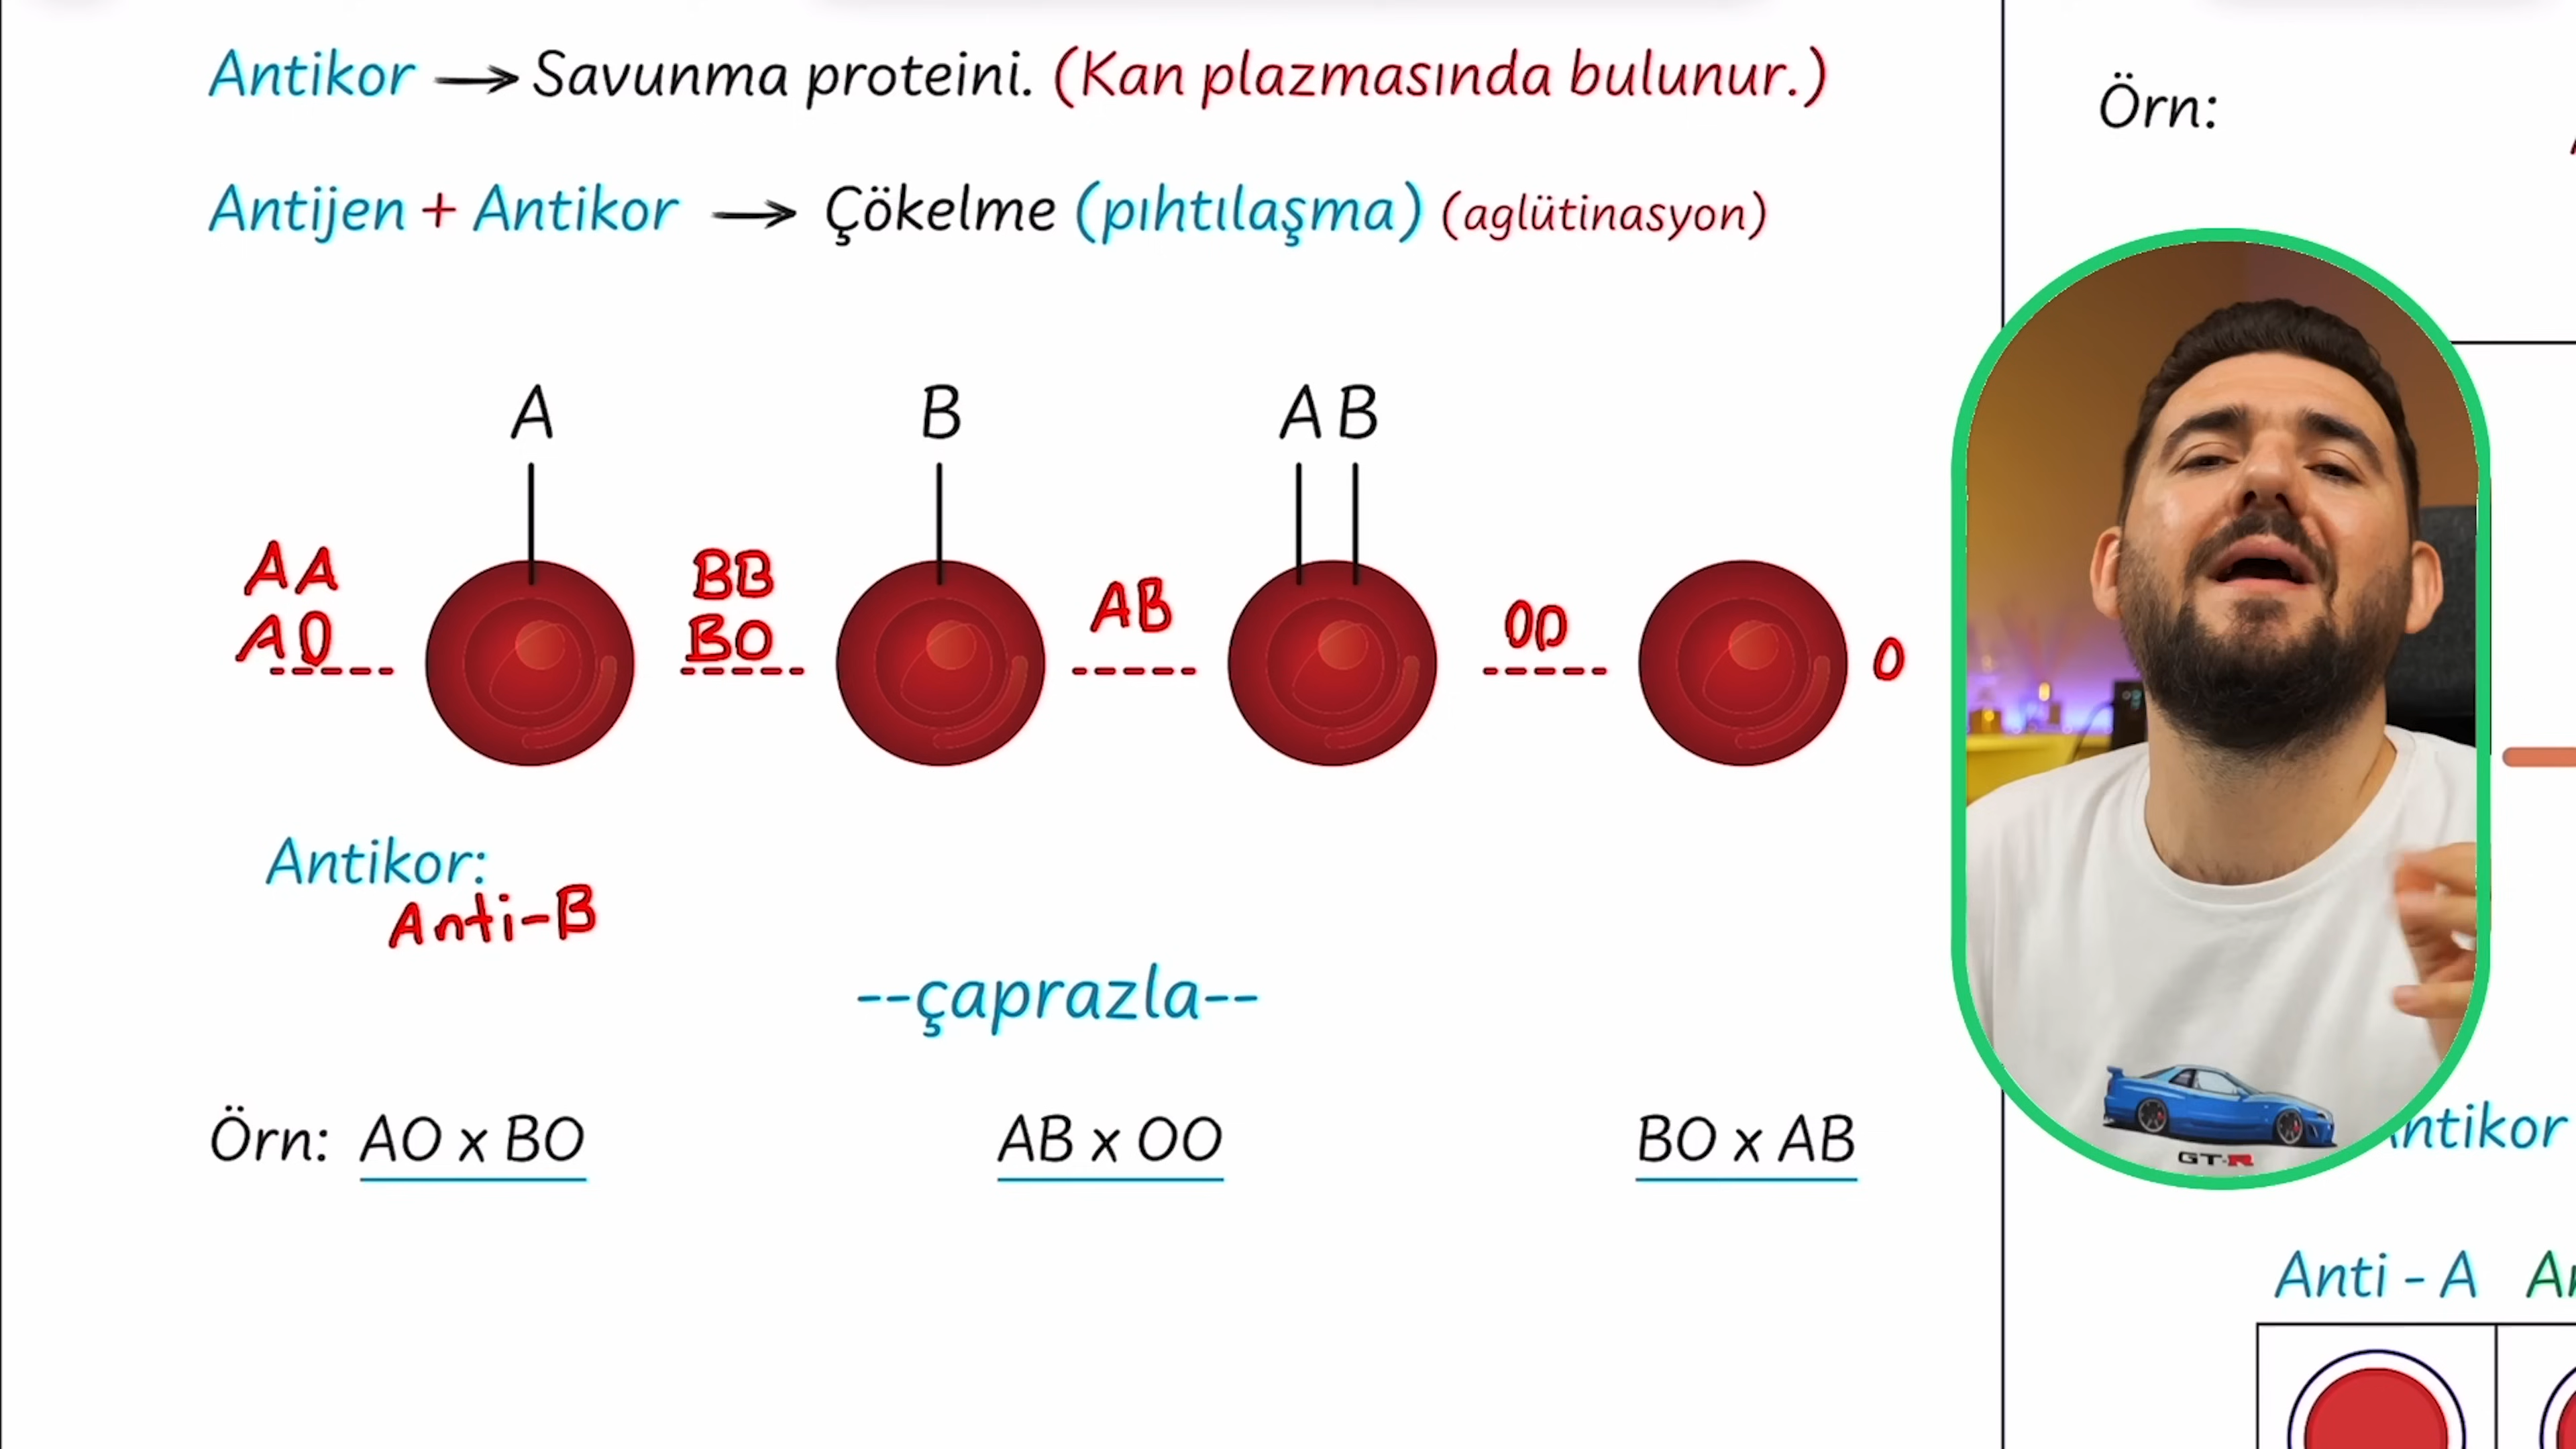 Antikor → Savunma proteini. (Kan plazmasında bulunur.)
Antijen + Antikor → Çökelme (pıhtılaşma) (aglütinasyon)
Örn:
A B A B
AA BB AB OO
AO BO O
Antikor:
Anti-B
--çaprazla--
Örn: AO x BO AB x OO BO x AB
GT-R
Antikor
Anti - A